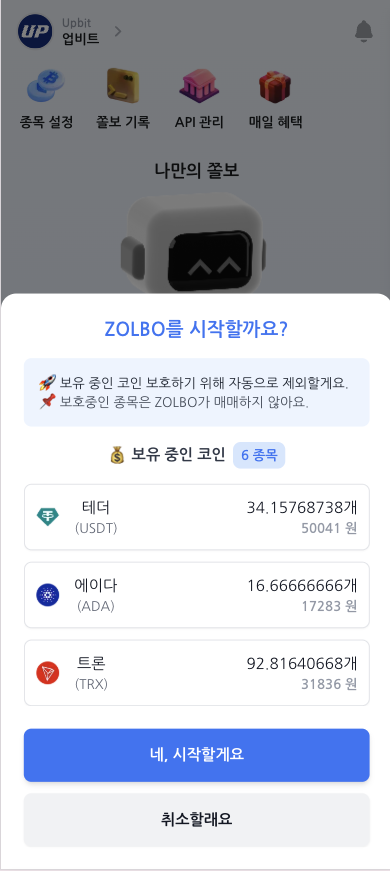 UP
Upbit
업비트
종목 설정
쫄보 기록
API 관리
매일 혜택
나만의 쫄보
ZOLBO를 시작할까요?
🚀 보유 중인 코인 보호하기 위해 자동으로 제외할게요.
📌 보호중인 종목은 ZOLBO가 매매하지 않아요.
💰 보유 중인 코인 6 종목
테더 34.15768738개
(USDT) 50041 원
에이다 16.66666666개
(ADA) 17283 원
트론 92.81640668개
(TRX) 31836 원
네, 시작할게요
취소할래요